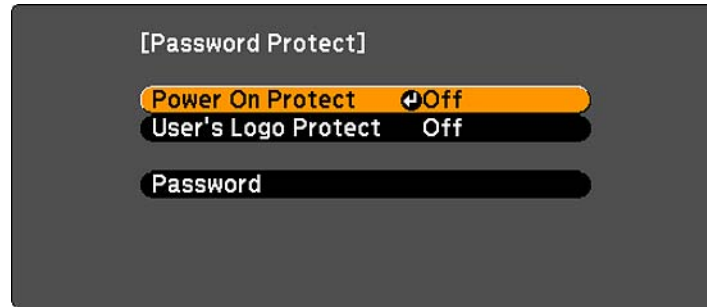 [Password Protect]
Power On Protect Off
User's Logo Protect Off
Password